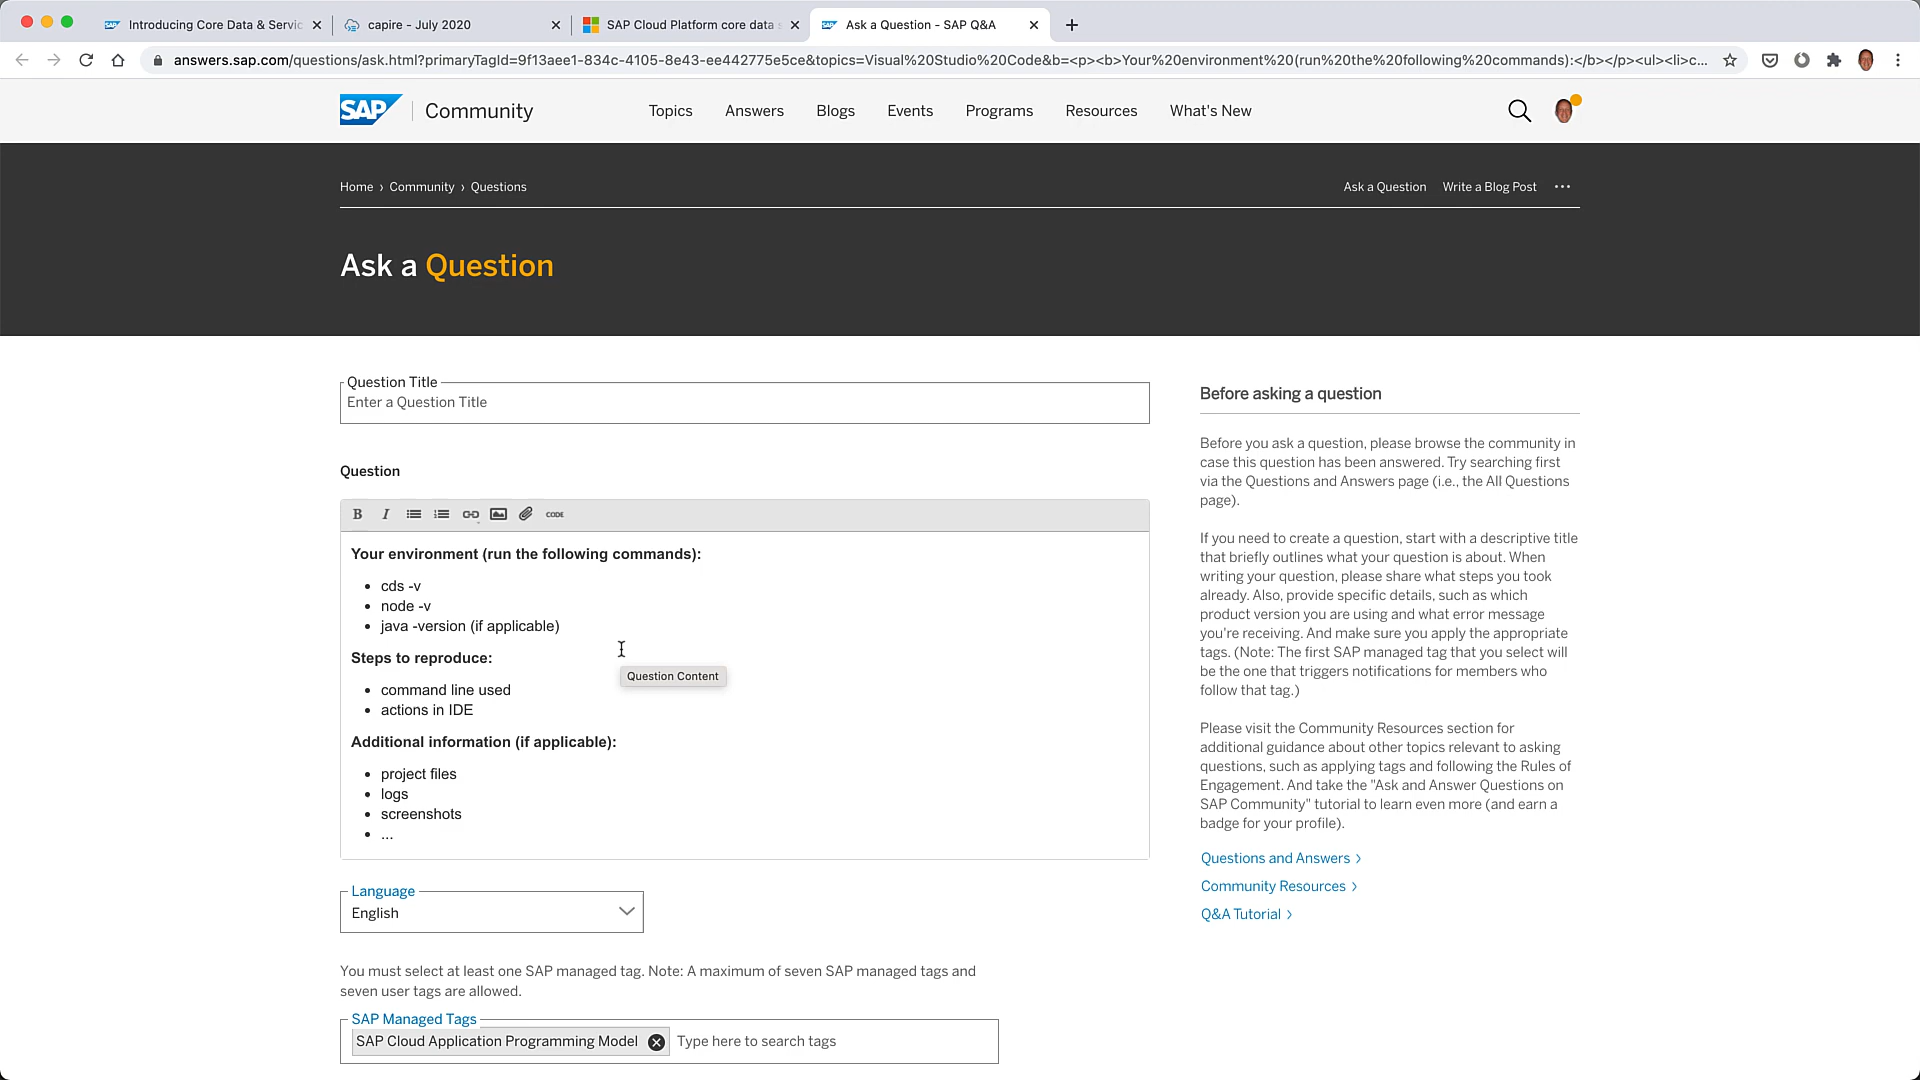 Introducing Core Data & Servic
capire - July 2020
SAP Cloud Platform core data s
Ask a Question - SAP Q&A
answers.sap.com/questions/ask.html?primaryTagId=9f13aee1-834c-4105-8e43-ee442775e5ce&topics=Visual%20Studio%20Code&b=<p><b>Your%20environment%20(run%20the%20following%20commands):</b></p><ul><li>c...
SAP Community
Topics
Answers
Blogs
Events
Programs
Resources
What's New
Home › Community › Questions
Ask a Question
Write a Blog Post
Ask a Question
Question Title
Enter a Question Title
Question
B I CODE
Your environment (run the following commands):
• cds -v
• node -v
• java -version (if applicable)
Question Content
Steps to reproduce:
• command line used
• actions in IDE
Additional information (if applicable):
• project files
• logs
• screenshots
• ...
Language
English
You must select at least one SAP managed tag. Note: A maximum of seven SAP managed tags and
seven user tags are allowed.
SAP Managed Tags
SAP Cloud Application Programming Model
Type here to search tags
Before asking a question
Before you ask a question, please browse the community in
case this question has been answered. Try searching first
via the Questions and Answers page (i.e., the All Questions
page).
If you need to create a question, start with a descriptive title
that briefly outlines what your question is about. When
writing your question, please share what steps you took
already. Also, provide specific details, such as which
product version you are using and what error message
you're receiving. And make sure you apply the appropriate
tags. (Note: The first SAP managed tag that you select will
be the one that triggers notifications for members who
follow that tag.)
Please visit the Community Resources section for
additional guidance about other topics relevant to asking
questions, such as applying tags and following the Rules of
Engagement. And take the "Ask and Answer Questions on
SAP Community" tutorial to learn even more (and earn a
badge for your profile).
Questions and Answers ›
Community Resources ›
Q&A Tutorial ›